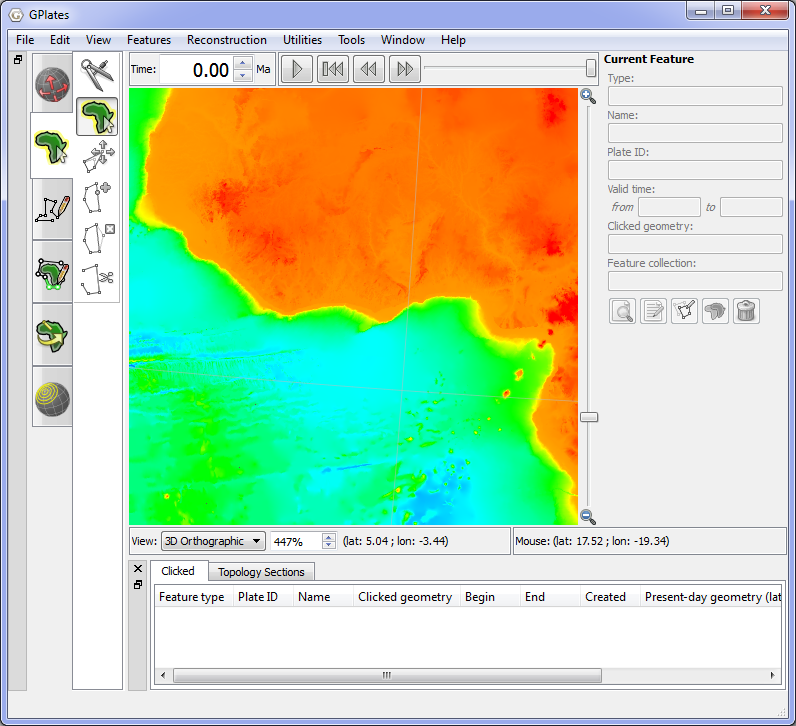 GPlates
File Edit View Features Reconstruction Utilities Tools Window Help
Time: 0.00 Ma
Current Feature
Type:
Name:
Plate ID:
Valid time:
from to
Clicked geometry:
Feature collection:
View: 3D Orthographic 447% (lat: 5.04 ; lon: -3.44) Mouse: (lat: 17.52 ; lon: -19.34)
Clicked Topology Sections
Feature type Plate ID Name Clicked geometry Begin End Created Present-day geometry (lat